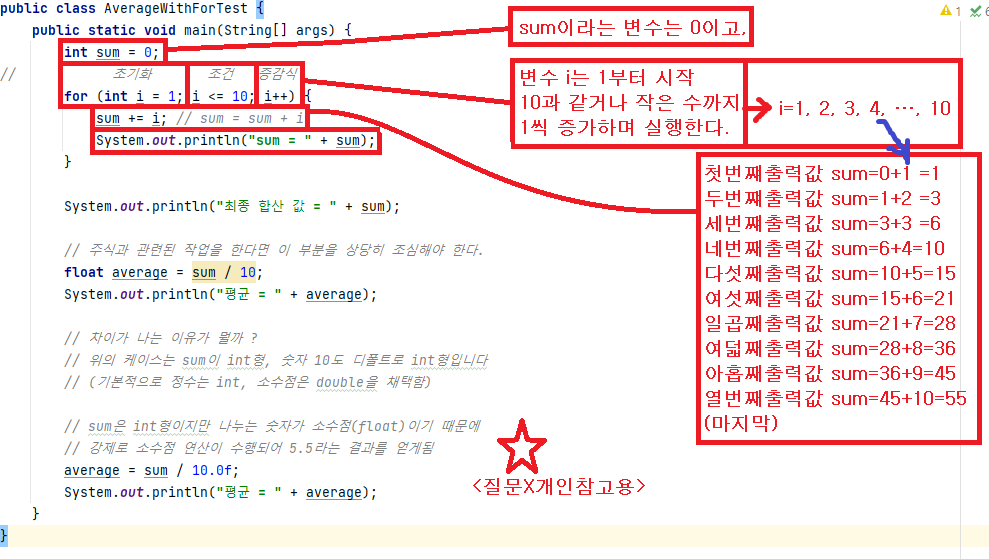 public class AverageWithForTest {
1 6
public static void main(String[] args) {
sum이라는 변수는 0이고,
int sum = 0;
// 초기화 조건 증감식
for (int i = 1; i <= 10; i++) {
변수 i는 1부터 시작
10과 같거나 작은 수까지
1씩 증가하며 실행한다.
i=1, 2, 3, 4, …, 10
sum += i; // sum = sum + i
System.out.println("sum = " + sum);
}
첫번째출력값 sum=0+1 =1
두번째출력값 sum=1+2 =3
세번째출력값 sum=3+3 =6
네번째출력값 sum=6+4=10
다섯째출력값 sum=10+5=15
여섯째출력값 sum=15+6=21
일곱째출력값 sum=21+7=28
여덟째출력값 sum=28+8=36
아홉째출력값 sum=36+9=45
열번째출력값 sum=45+10=55
(마지막)
System.out.println("최종 합산 값 = " + sum);
// 주식과 관련된 작업을 한다면 이 부분을 상당히 조심해야 한다.
float average = sum / 10;
System.out.println("평균 = " + average);
// 차이가 나는 이유가 뭘까 ?
// 위의 케이스는 sum이 int형, 숫자 10도 디폴트로 int형입니다
// (기본적으로 정수는 int, 소수점은 double을 채택함)
// sum은 int형이지만 나누는 숫자가 소수점(float)이기 때문에
// 강제로 소수점 연산이 수행되어 5.5라는 결과를 얻게됨
average = sum / 10.0f;
<질문X개인참고용>
System.out.println("평균 = " + average);
}
}